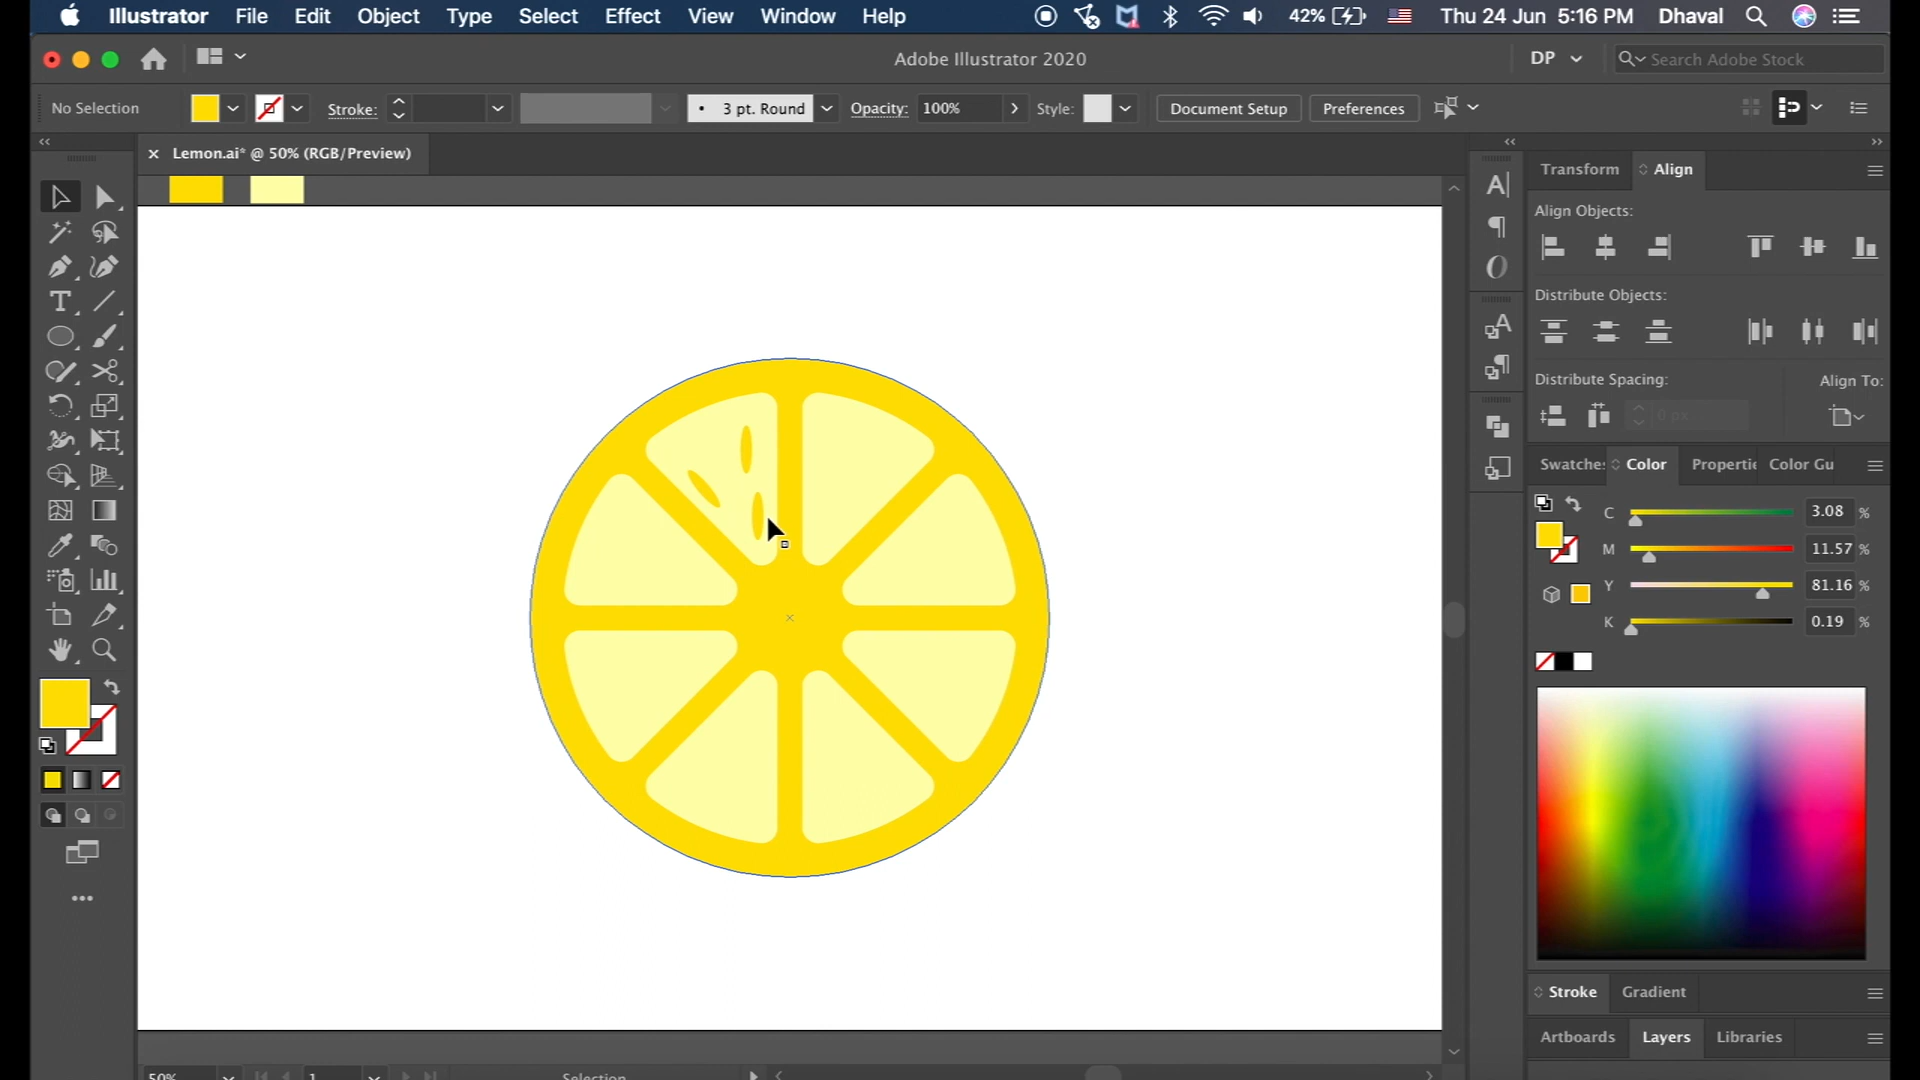 Illustrator File Edit Object Type Select Effect View Window Help 42% Thu 24 Jun 5:16 PM Dhaval
Adobe Illustrator 2020 DP Search Adobe Stock
No Selection Stroke: 3 pt. Round Opacity: 100% Style: Document Setup Preferences
Lemon.ai* @ 50% (RGB/Preview)
Transform Align
Align Objects:
Distribute Objects:
Distribute Spacing: Align To:
0 px
Swatches Color Properti Color Gu
C 3.08 %
M 11.57 %
Y 81.16 %
K 0.19 %
Stroke Gradient
Artboards Layers Libraries
50% 1 Selection